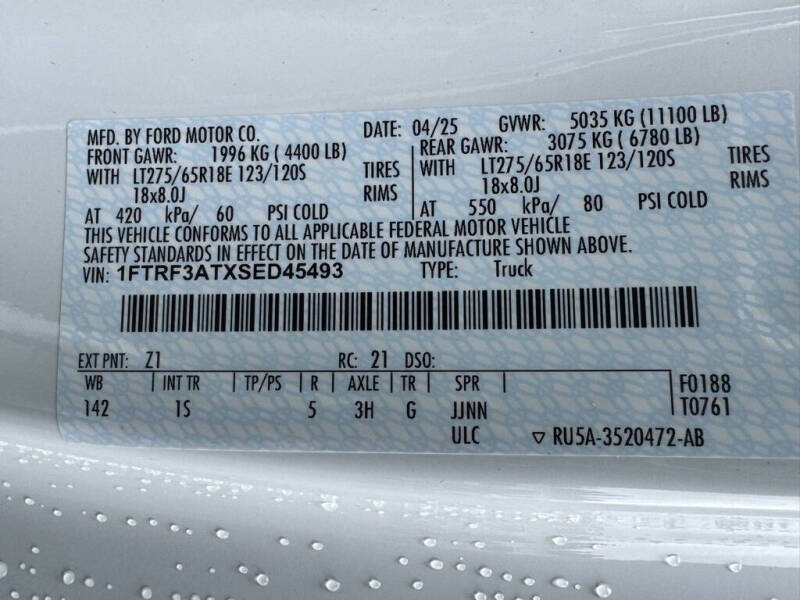 MFD. BY FORD MOTOR CO. DATE: 04/25 GVWR: 5035 KG (11100 LB)
FRONT GAWR: 1996 KG ( 4400 LB) REAR GAWR: 3075 KG ( 6780 LB)
WITH LT275/65R18E 123/120S TIRES WITH LT275/65R18E 123/120S TIRES
18x8.0J RIMS 18x8.0J RIMS
AT 420 kPa/ 60 PSI COLD AT 550 kPa/ 80 PSI COLD
THIS VEHICLE CONFORMS TO ALL APPLICABLE FEDERAL MOTOR VEHICLE
SAFETY STANDARDS IN EFFECT ON THE DATE OF MANUFACTURE SHOWN ABOVE.
VIN: 1FTRF3ATXSED45493 TYPE: Truck
EXT PNT: Z1 RC: 21 DSO:
WB INT TR TP/PS R AXLE TR SPR F0188
142 1S 5 3H G JJNN T0761
ULC ▽ RU5A-3520472-AB